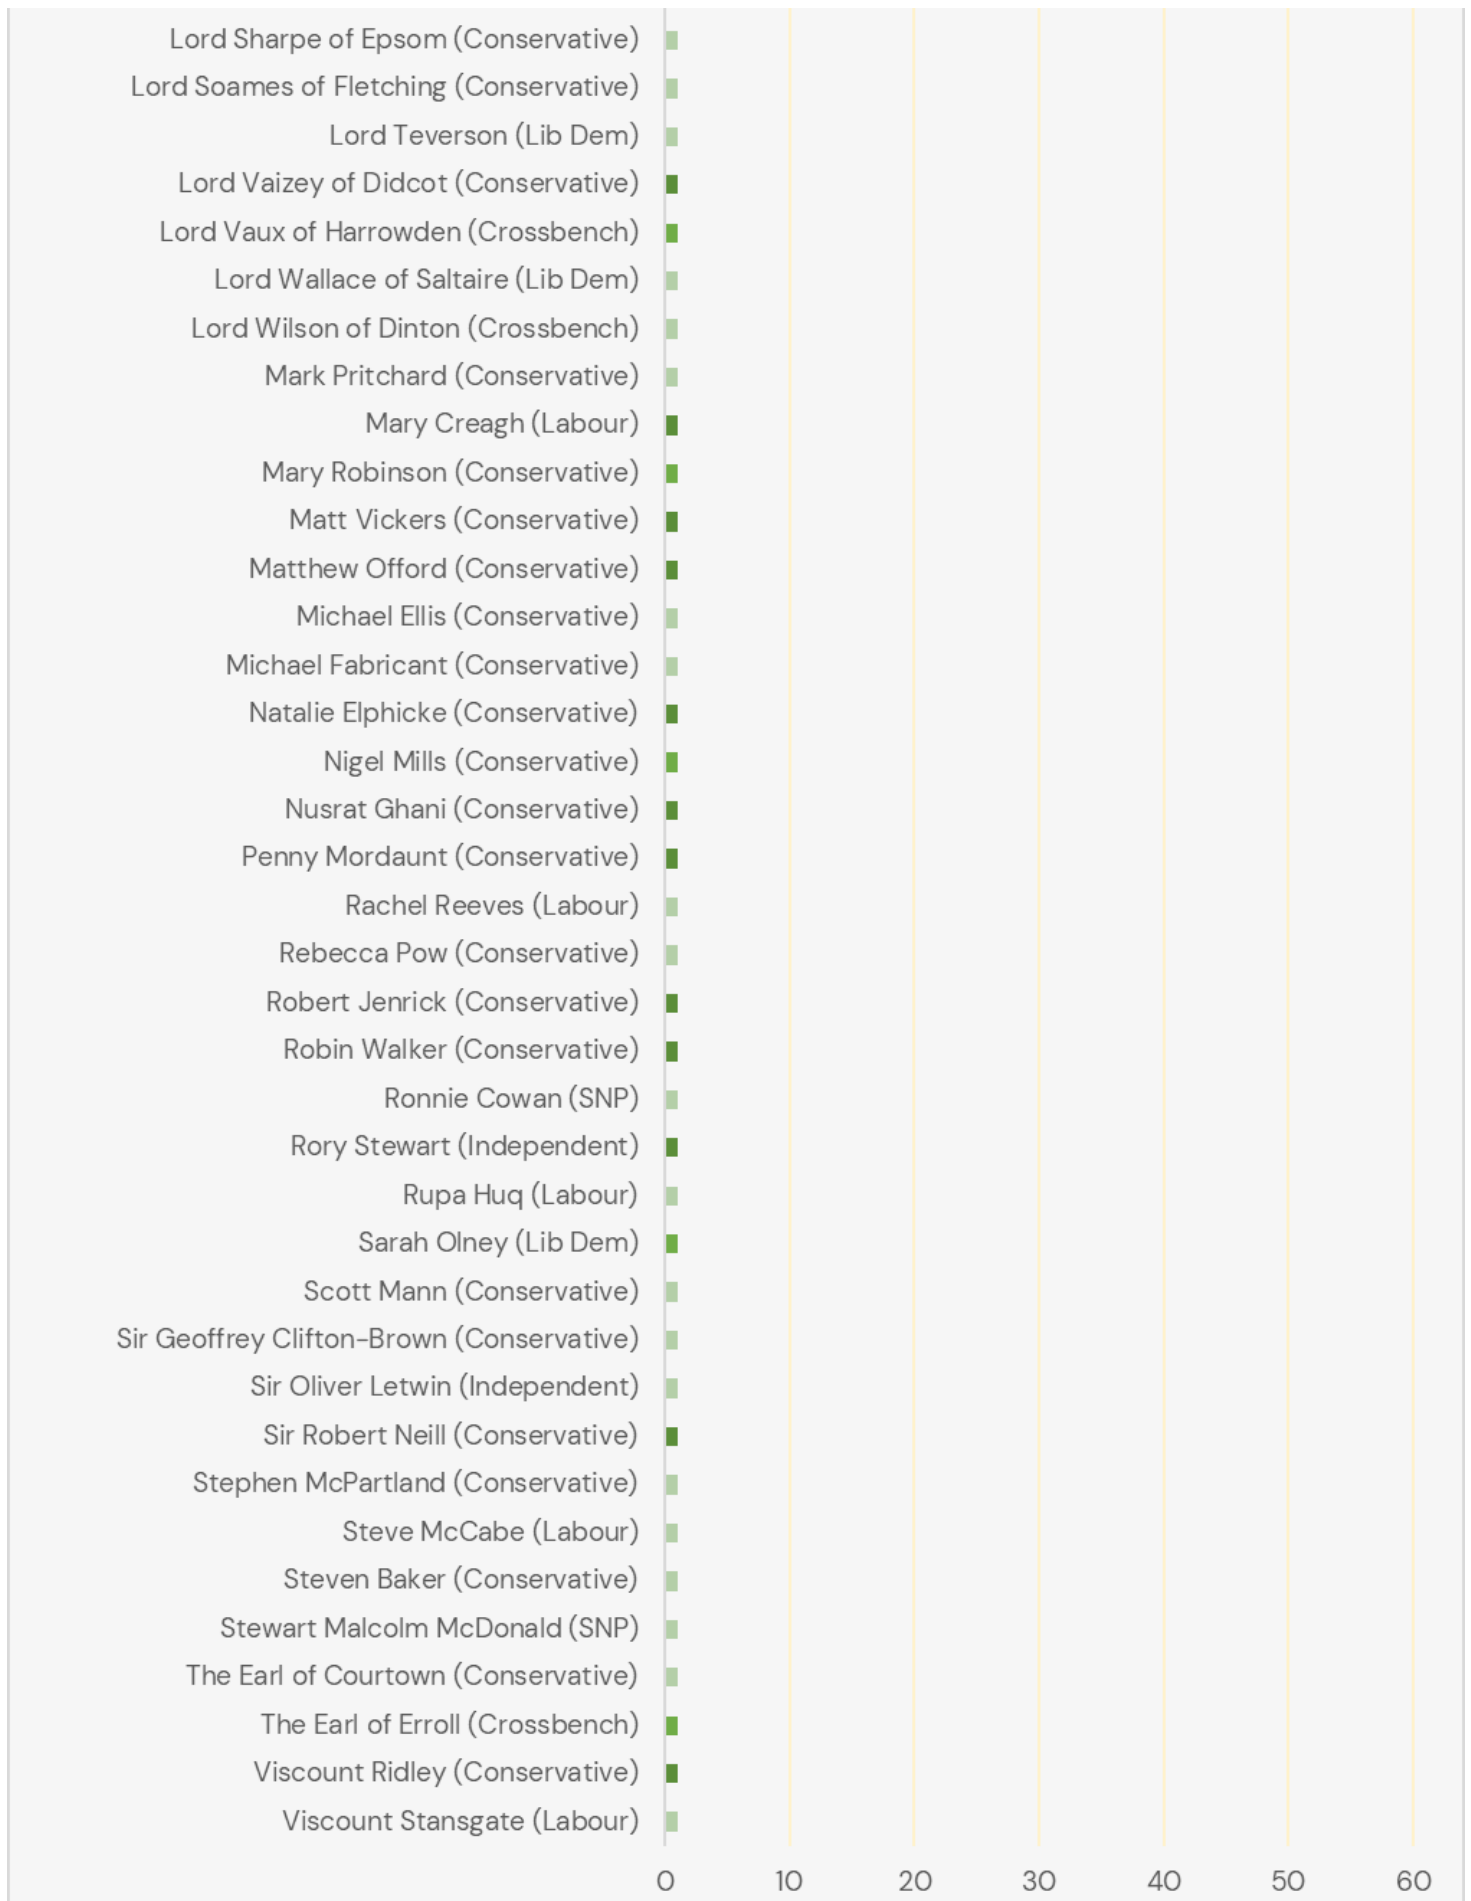 Lord Sharpe of Epsom (Conservative)
Lord Soames of Fletching (Conservative)
Lord Teverson (Lib Dem)
Lord Vaizey of Didcot (Conservative)
Lord Vaux of Harrowden (Crossbench)
Lord Wallace of Saltaire (Lib Dem)
Lord Wilson of Dinton (Crossbench)
Mark Pritchard (Conservative)
Mary Creagh (Labour)
Mary Robinson (Conservative)
Matt Vickers (Conservative)
Matthew Offord (Conservative)
Michael Ellis (Conservative)
Michael Fabricant (Conservative)
Natalie Elphicke (Conservative)
Nigel Mills (Conservative)
Nusrat Ghani (Conservative)
Penny Mordaunt (Conservative)
Rachel Reeves (Labour)
Rebecca Pow (Conservative)
Robert Jenrick (Conservative)
Robin Walker (Conservative)
Ronnie Cowan (SNP)
Rory Stewart (Independent)
Rupa Huq (Labour)
Sarah Olney (Lib Dem)
Scott Mann (Conservative)
Sir Geoffrey Clifton-Brown (Conservative)
Sir Oliver Letwin (Independent)
Sir Robert Neill (Conservative)
Stephen McPartland (Conservative)
Steve McCabe (Labour)
Steven Baker (Conservative)
Stewart Malcolm McDonald (SNP)
The Earl of Courtown (Conservative)
The Earl of Erroll (Crossbench)
Viscount Ridley (Conservative)
Viscount Stansgate (Labour)
0 10 20 30 40 50 60